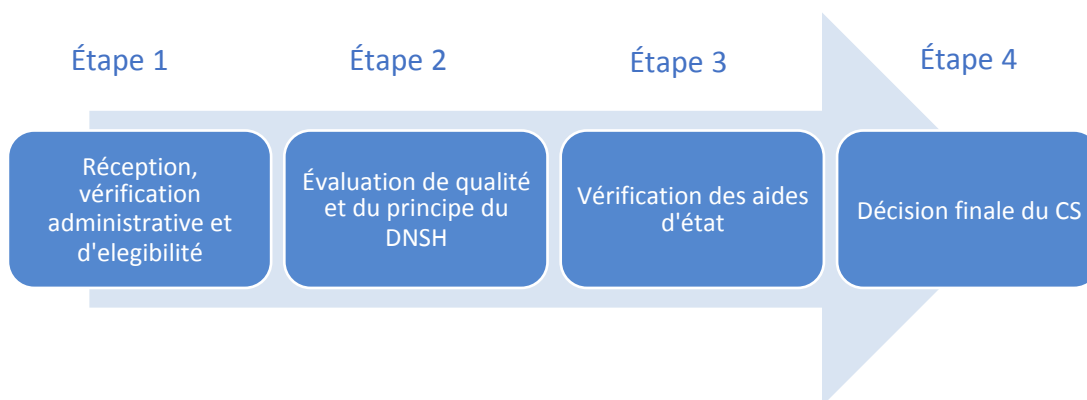 Étape 1
Étape 2
Étape 3
Étape 4
Réception,
vérification
administrative et
d'elegibilité
Évaluation de qualité
et du principe du
DNSH
Vérification des aides
d'état
Décision finale du CS